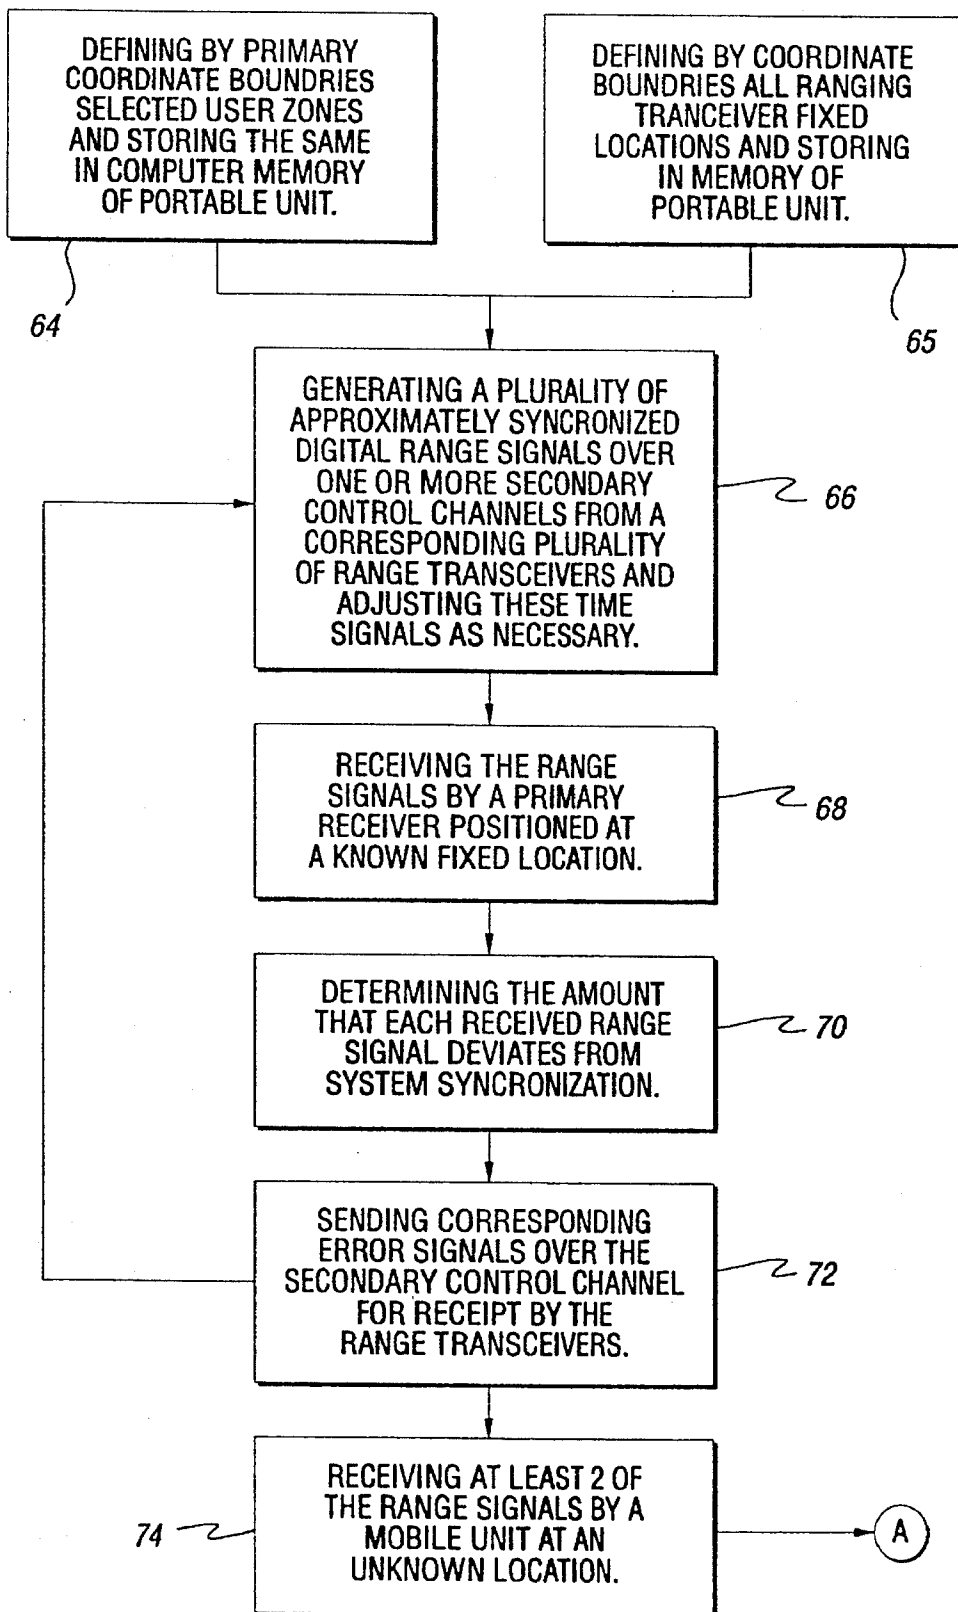 DEFINING BY PRIMARY
COORDINATE BOUNDRIES
SELECTED USER ZONES
AND STORING THE SAME
IN COMPUTER MEMORY
OF PORTABLE UNIT.
64
DEFINING BY COORDINATE
BOUNDRIES ALL RANGING
TRANCEIVER FIXED
LOCATIONS AND STORING
IN MEMORY OF
PORTABLE UNIT.
65
GENERATING A PLURALITY OF
APPROXIMATELY SYNCRONIZED
DIGITAL RANGE SIGNALS OVER
ONE OR MORE SECONDARY
CONTROL CHANNELS FROM A
CORRESPONDING PLURALITY
OF RANGE TRANSCEIVERS AND
ADJUSTING THESE TIME
SIGNALS AS NECESSARY.
66
RECEIVING THE RANGE
SIGNALS BY A PRIMARY
RECEIVER POSITIONED AT
A KNOWN FIXED LOCATION.
68
DETERMINING THE AMOUNT
THAT EACH RECEIVED RANGE
SIGNAL DEVIATES FROM
SYSTEM SYNCRONIZATION.
70
SENDING CORRESPONDING
ERROR SIGNALS OVER THE
SECONDARY CONTROL CHANNEL
FOR RECEIPT BY THE
RANGE TRANSCEIVERS.
72
RECEIVING AT LEAST 2 OF
THE RANGE SIGNALS BY A
MOBILE UNIT AT AN
UNKNOWN LOCATION.
74
A